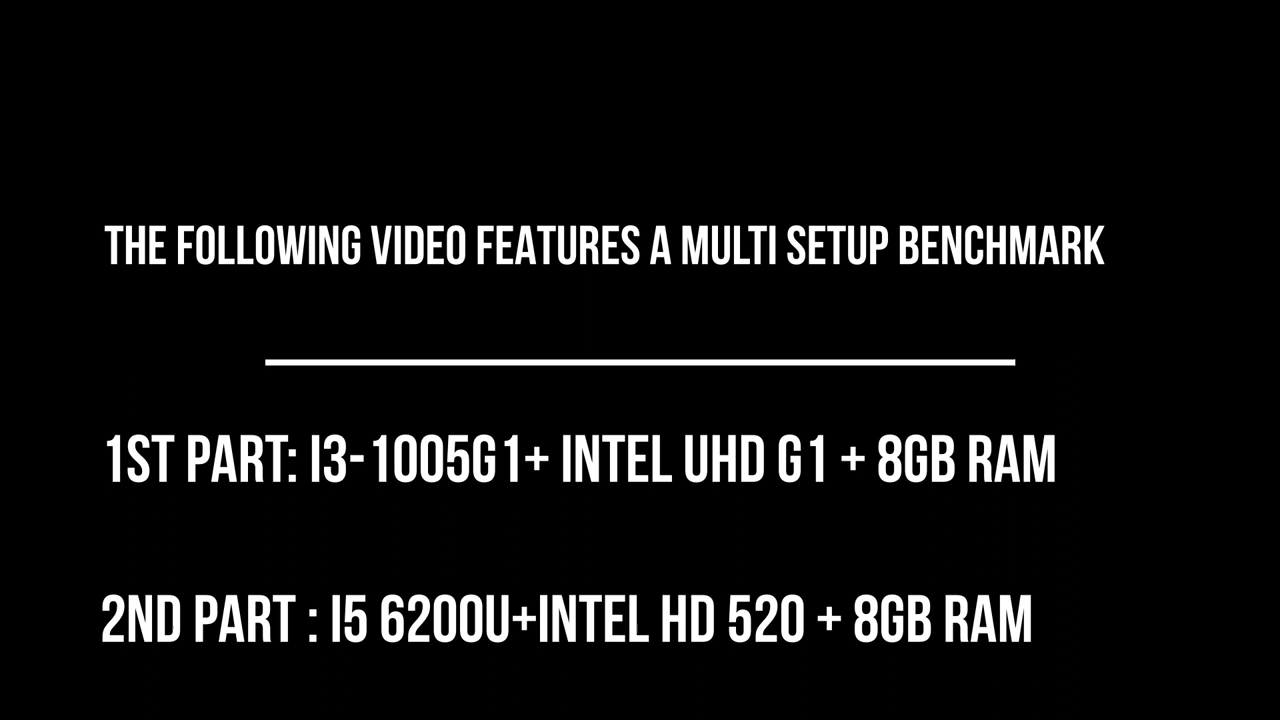 THE FOLLOWING VIDEO FEATURES A MULTI SETUP BENCHMARK
1ST PART: I3-1005G1+ INTEL UHD G1 + 8GB RAM
2ND PART : I5 6200U+INTEL HD 520 + 8GB RAM